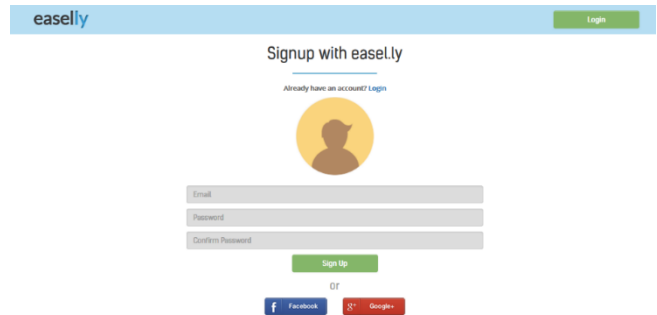 easelly
Login
Signup with easel.ly
Already have an account? Login
Email
Password
Confirm Password
Sign Up
or
f Facebook
g+ Google+